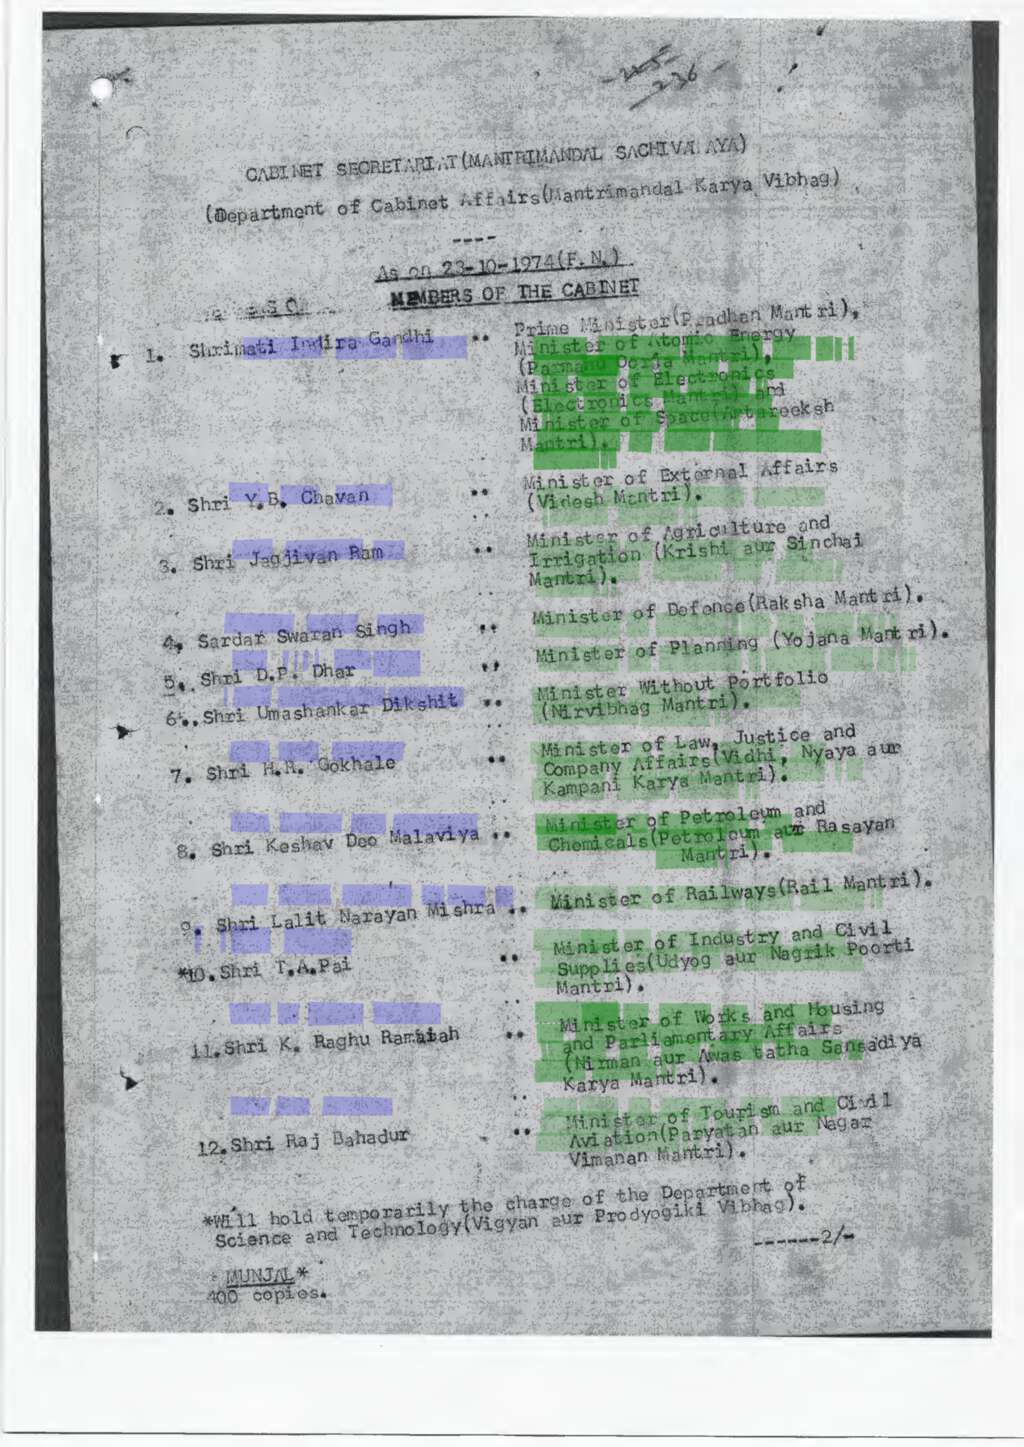 236
CABINET SECRETARIAT(MANTRIMANDAL SACHIVALAYA)
(Department of Cabinet Affairs(Mantrimandal Karya Vibhag)
----
As on 23-10-1974(F.N.)
MEMBERS OF THE CABINET
1. Shrimati Indira Gandhi .. Prime Minister(Pradhan Mantri),
Minister of Atomic Energy
(Parmanu Oorja Mantri),
Minister of Electronics
(Electronics Mantri) and
Minister of Space(Antareeksh
Mantri).
2. Shri Y.B. Chavan .. Minister of External Affairs
(Videsh Mantri).
3. Shri Jagjivan Ram .. Minister of Agriculture and
Irrigation (Krishi aur Sinchai
Mantri).
4. Sardar Swaran Singh .. Minister of Defence(Raksha Mantri).
5. Shri D.P. Dhar .. Minister of Planning (Yojana Mantri).
6. Shri Umashankar Dikshit .. Minister Without Portfolio
(Nirvibhag Mantri).
7. Shri H.R. Gokhale .. Minister of Law, Justice and
Company Affairs(Vidhi, Nyaya aur
Kampani Karya Mantri).
8. Shri Keshav Deo Malaviya .. Minister of Petroleum and
Chemicals(Petroleum aur Rasayan
Mantri).
9. Shri Lalit Narayan Mishra .. Minister of Railways(Rail Mantri).
*10. Shri T.A.Pai .. Minister of Industry and Civil
Supplies(Udyog aur Nagrik Poorti
Mantri).
11. Shri K. Raghu Ramaiah .. Minister of Works and Housing
and Parliamentary Affairs
(Nirman aur Awas tatha Sansadiya
Karya Mantri).
12. Shri Raj Bahadur .. Minister of Tourism and Civil
Aviation(Paryatan aur Nagar
Vimanan Mantri).
*Will hold temporarily the charge of the Department of
Science and Technology(Vigyan aur Prodyogiki Vibhag).
------2/-
* MUNJAL*
400 copies.